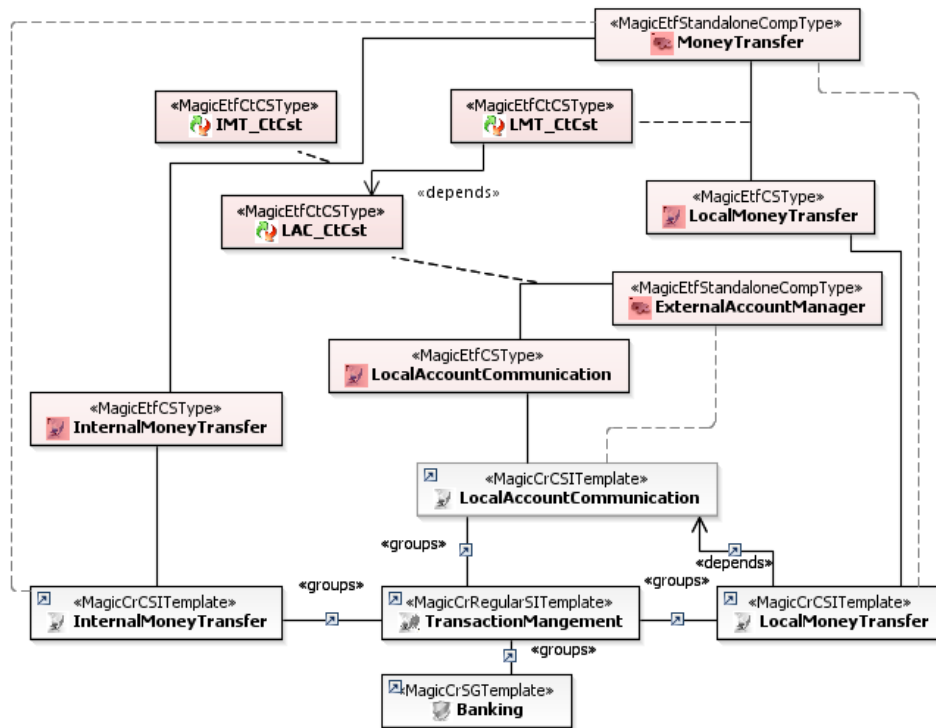 «MagicEtfStandaloneCompType»
MoneyTransfer
«MagicEtfCtCSType»
IMT_CtCst
«MagicEtfCtCSType»
LMT_CtCst
«depends»
«MagicEtfCSType»
LocalMoneyTransfer
«MagicEtfCtCSType»
LAC_CtCst
«MagicEtfStandaloneCompType»
ExternalAccountManager
«MagicEtfCSType»
LocalAccountCommunication
«MagicEtfCSType»
InternalMoneyTransfer
«MagicCrCSITemplate»
LocalAccountCommunication
«groups»
«depends»
«groups»
«groups»
«MagicCrCSITemplate»
InternalMoneyTransfer
«MagicCrRegularSITemplate»
TransactionMangement
«MagicCrCSITemplate»
LocalMoneyTransfer
«groups»
«MagicCrSGTemplate»
Banking